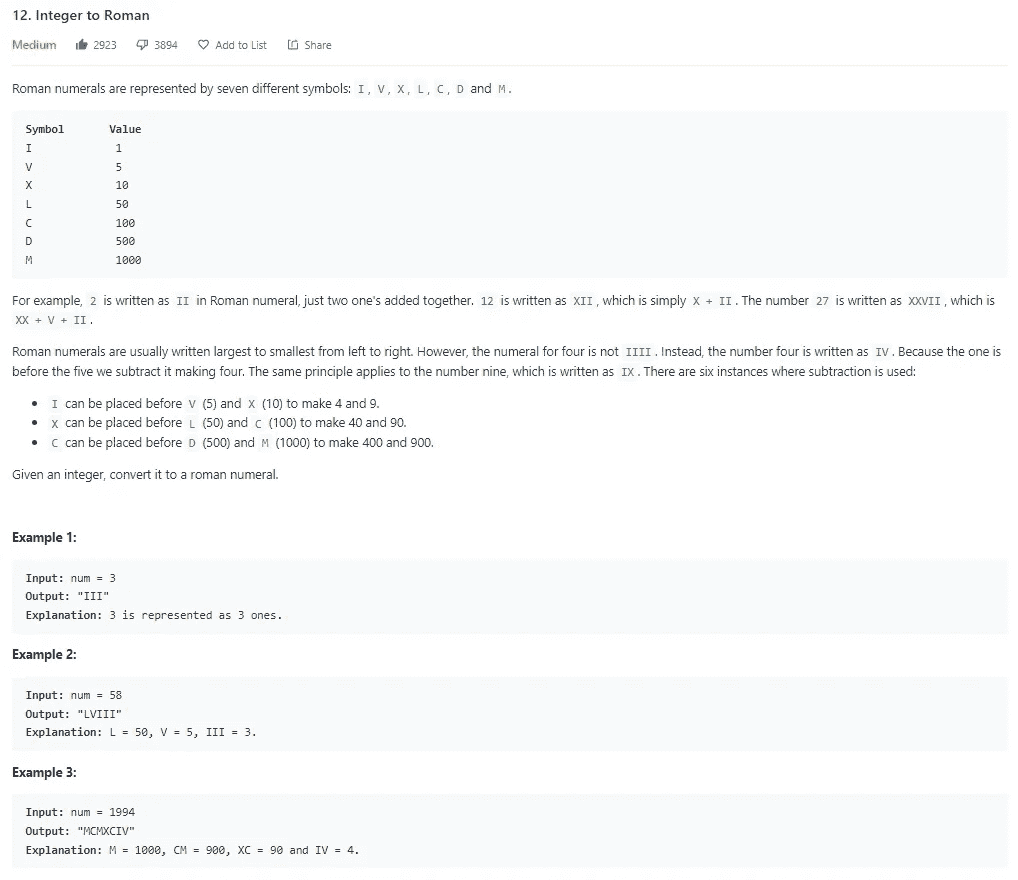 12. Integer to Roman
Medium 2923 3894 Add to List Share
Roman numerals are represented by seven different symbols: I, V, X, L, C, D and M.
Symbol Value
I 1
V 5
X 10
L 50
C 100
D 500
M 1000
For example, 2 is written as II in Roman numeral, just two one's added together. 12 is written as XII, which is simply X + II. The number 27 is written as XXVII, which is
XX + V + II.
Roman numerals are usually written largest to smallest from left to right. However, the numeral for four is not IIII. Instead, the number four is written as IV. Because the one is
before the five we subtract it making four. The same principle applies to the number nine, which is written as IX. There are six instances where subtraction is used:
• I can be placed before V (5) and X (10) to make 4 and 9.
• X can be placed before L (50) and C (100) to make 40 and 90.
• C can be placed before D (500) and M (1000) to make 400 and 900.
Given an integer, convert it to a roman numeral.
Example 1:
Input: num = 3
Output: "III"
Explanation: 3 is represented as 3 ones.
Example 2:
Input: num = 58
Output: "LVIII"
Explanation: L = 50, V = 5, III = 3.
Example 3:
Input: num = 1994
Output: "MCMXCIV"
Explanation: M = 1000, CM = 900, XC = 90 and IV = 4.